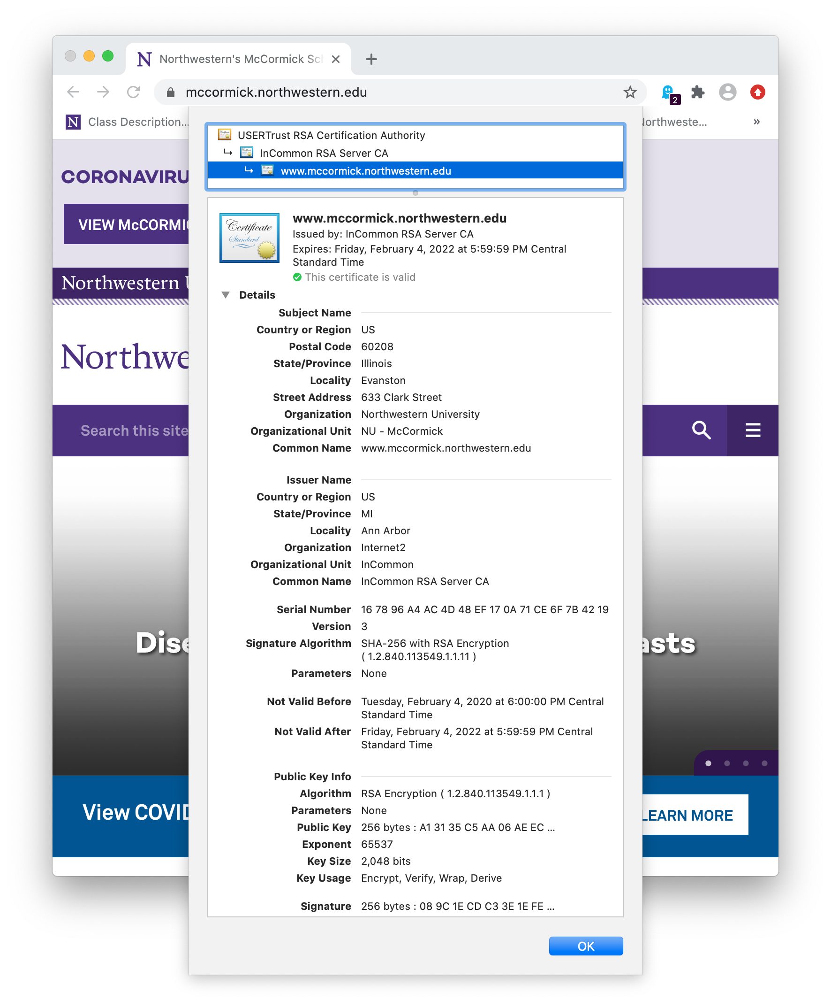 N Northwestern's McCormick Sc
mccormick.northwestern.edu
2
N Class Description...
Northweste... »
USERTrust RSA Certification Authority
InCommon RSA Server CA
www.mccormick.northwestern.edu
CORONAVIRU
VIEW McCORMIC
Certificate
Standard
www.mccormick.northwestern.edu
Issued by: InCommon RSA Server CA
Expires: Friday, February 4, 2022 at 5:59:59 PM Central
Standard Time
This certificate is valid
Northwestern U
Details
Subject Name
Country or Region US
Postal Code 60208
State/Province Illinois
Locality Evanston
Street Address 633 Clark Street
Organization Northwestern University
Organizational Unit NU - McCormick
Common Name www.mccormick.northwestern.edu
Northwe
Search this site
Issuer Name
Country or Region US
State/Province MI
Locality Ann Arbor
Organization Internet2
Organizational Unit InCommon
Common Name InCommon RSA Server CA
Serial Number 16 78 96 A4 AC 4D 48 EF 17 0A 71 CE 6F 7B 42 19
Version 3
Signature Algorithm SHA-256 with RSA Encryption
( 1.2.840.113549.1.1.11 )
Parameters None
Dise
asts
Not Valid Before Tuesday, February 4, 2020 at 6:00:00 PM Central
Standard Time
Not Valid After Friday, February 4, 2022 at 5:59:59 PM Central
Standard Time
Public Key Info
Algorithm RSA Encryption ( 1.2.840.113549.1.1.1 )
Parameters None
Public Key 256 bytes : A1 31 35 C5 AA 06 AE EC ...
Exponent 65537
Key Size 2,048 bits
Key Usage Encrypt, Verify, Wrap, Derive
Signature 256 bytes : 08 9C 1E CD C3 3E 1E FE ...
View COVID
LEARN MORE
OK